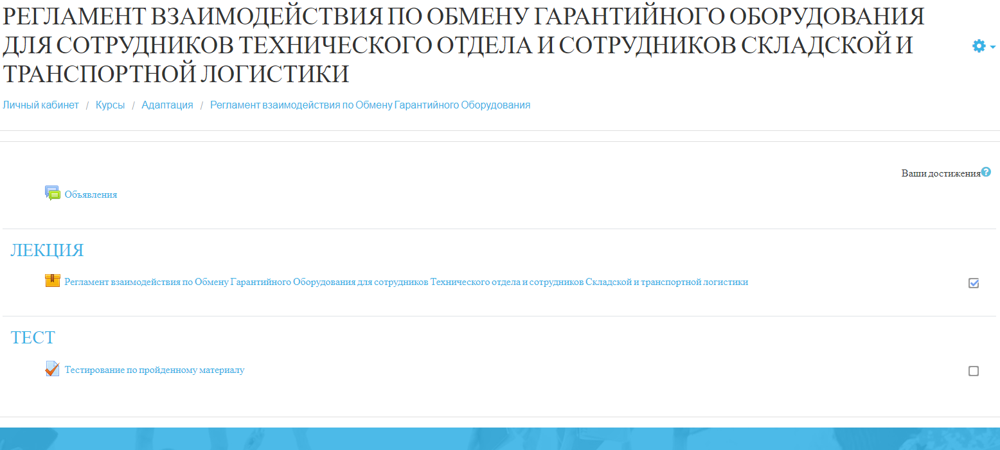 РЕГЛАМЕНТ ВЗАИМОДЕЙСТВИЯ ПО ОБМЕНУ ГАРАНТИЙНОГО ОБОРУДОВАНИЯ
ДЛЯ СОТРУДНИКОВ ТЕХНИЧЕСКОГО ОТДЕЛА И СОТРУДНИКОВ СКЛАДСКОЙ И
ТРАНСПОРТНОЙ ЛОГИСТИКИ
Личный кабинет / Курсы / Адаптация / Регламент взаимодействия по Обмену Гарантийного Оборудования
Ваши достижения
Объявления
ЛЕКЦИЯ
Регламент взаимодействия по Обмену Гарантийного Оборудования для сотрудников Технического отдела и сотрудников Складской и транспортной логистики
ТЕСТ
Тестирование по пройденному материалу